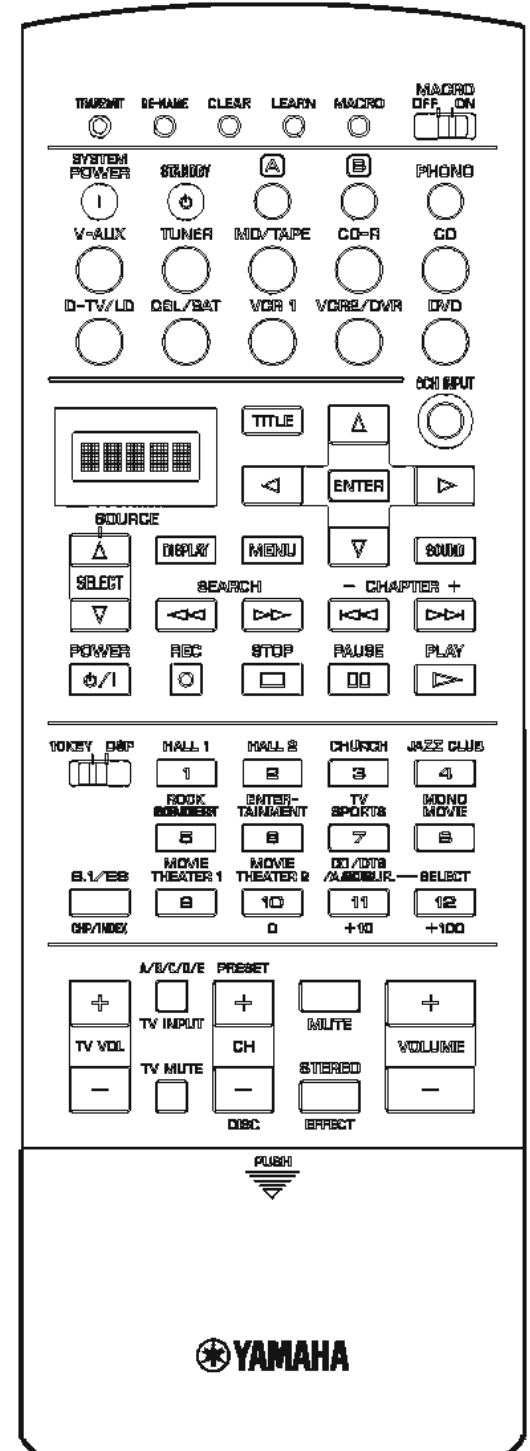 MACRO
TRANSMIT RE-NAME CLEAR LEARN MACRO OFF ON
SYSTEM
POWER STANDBY A B PHONO
V-AUX TUNER MD/TAPE CD-R CD
D-TV/LD CBL/SAT VCR 1 VCR2/DVR DVD
6CH INPUT
TITLE
ENTER
SOURCE
SELECT DISPLAY MENU SOUND
SEARCH - CHAPTER +
POWER REC STOP PAUSE PLAY
10KEY DSP HALL 1 HALL 2 CHURCH JAZZ CLUB
1 2 3 4
ROCK CONCERT ENTER-TAINMENT TV SPORTS MONO MOVIE
5 6 7 8
MOVIE THEATER 1 MOVIE THEATER 2 /DTS SELECT
6.1/ES 9 10 11 12
CHP/INDEX 0 +10 +100
A/B/C/D/E PRESET
+ + +
TV INPUT MUTE
TV VOL CH VOLUME
TV MUTE STEREO
- - -
DISC EFFECT
PUSH
YAMAHA